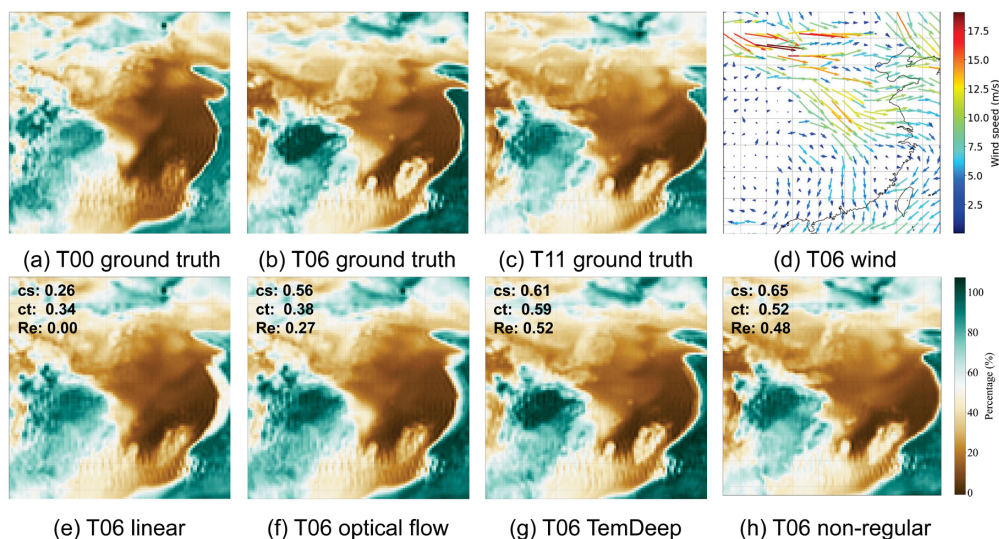 17.5
15.0
12.5
10.0
7.5
5.0
2.5
Wind speed (m/s)
(a) T00 ground truth
(b) T06 ground truth
(c) T11 ground truth
(d) T06 wind
cs: 0.26
ct: 0.34
Re: 0.00
cs: 0.56
ct: 0.38
Re: 0.27
cs: 0.61
ct: 0.59
Re: 0.52
cs: 0.65
ct: 0.52
Re: 0.48
100
80
60
40
20
0
Percentage (%)
(e) T06 linear
(f) T06 optical flow
(g) T06 TemDeep
(h) T06 non-regular